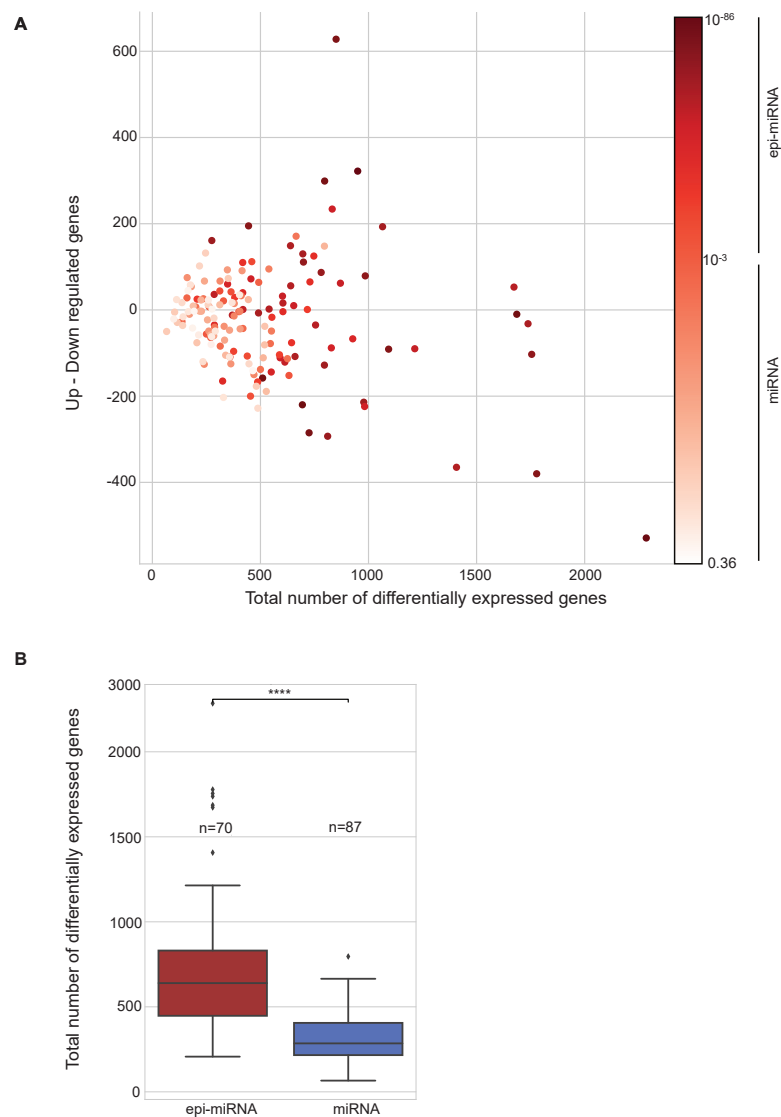 A
600
400
200
0
-200
-400
Up - Down regulated genes
0
500
1000
1500
2000
Total number of differentially expressed genes
10-86
10-3
0.36
epi-miRNA
miRNA
B
3000
2000
1500
1000
500
0
Total number of differentially expressed genes
****
n=70
n=87
epi-miRNA
miRNA